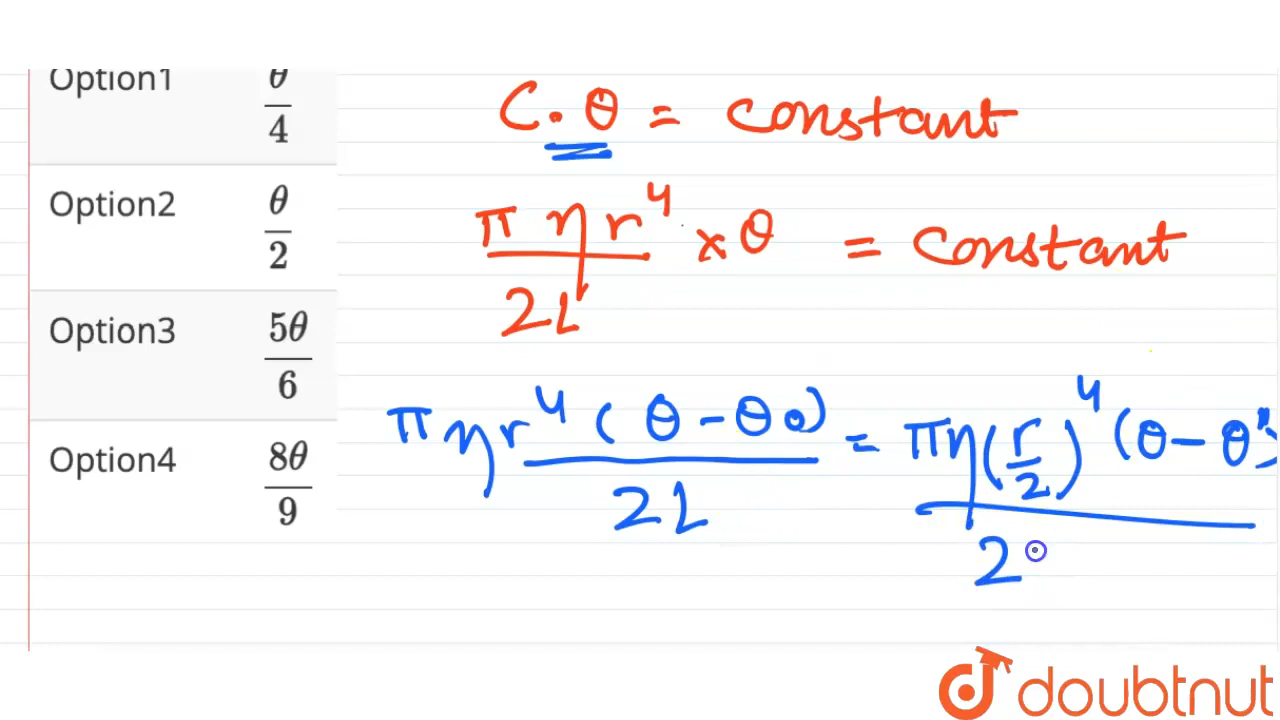 Option1 θ/4
Option2 θ/2
Option3 5θ/6
Option4 8θ/9
C.θ = constant
πηr⁴/2L × θ = constant
πηr⁴(θ-θ0)/2L = πη(r/2)⁴(θ-θ')/2
doubtnut